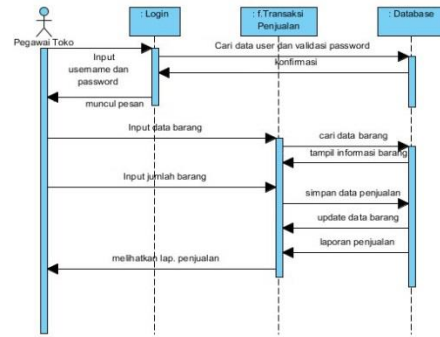 : Login
: f.Transaksi
Penjualan
: Database
Pegawai Toko
Input
username dan
password
Cari data user dan validasi password
konfirmasi
muncul pesan
Input data barang
cari data barang
tampil informasi barang
Input jumlah barang
simpan data penjualan
update data barang
laporan penjualan
melihatkan lap. penjualan